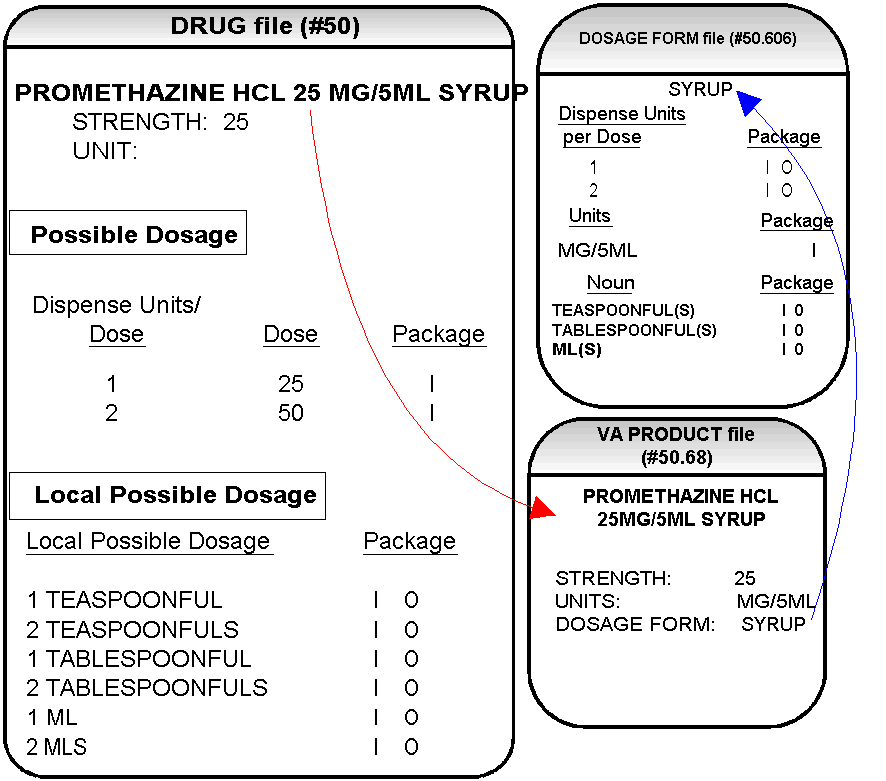 DRUG file (#50)
PROMETHAZINE HCL 25 MG/5ML SYRUP
STRENGTH: 25
UNIT:
Possible Dosage
Dispense Units/
Dose Dose Package
1 25 I
2 50 I
Local Possible Dosage
Local Possible Dosage Package
1 TEASPOONFUL I O
2 TEASPOONFULS I O
1 TABLESPOONFUL I O
2 TABLESPOONFULS I O
1 ML I O
2 MLS I O
DOSAGE FORM file (#50.606)
SYRUP
Dispense Units
per Dose Package
1 I O
2 I O
Units Package
MG/5ML I
Noun Package
TEASPOONFUL(S) I 0
TABLESPOONFUL(S) I 0
ML(S) I 0
VA PRODUCT file
(#50.68)
PROMETHAZINE HCL
25MG/5ML SYRUP
STRENGTH: 25
UNITS: MG/5ML
DOSAGE FORM: SYRUP